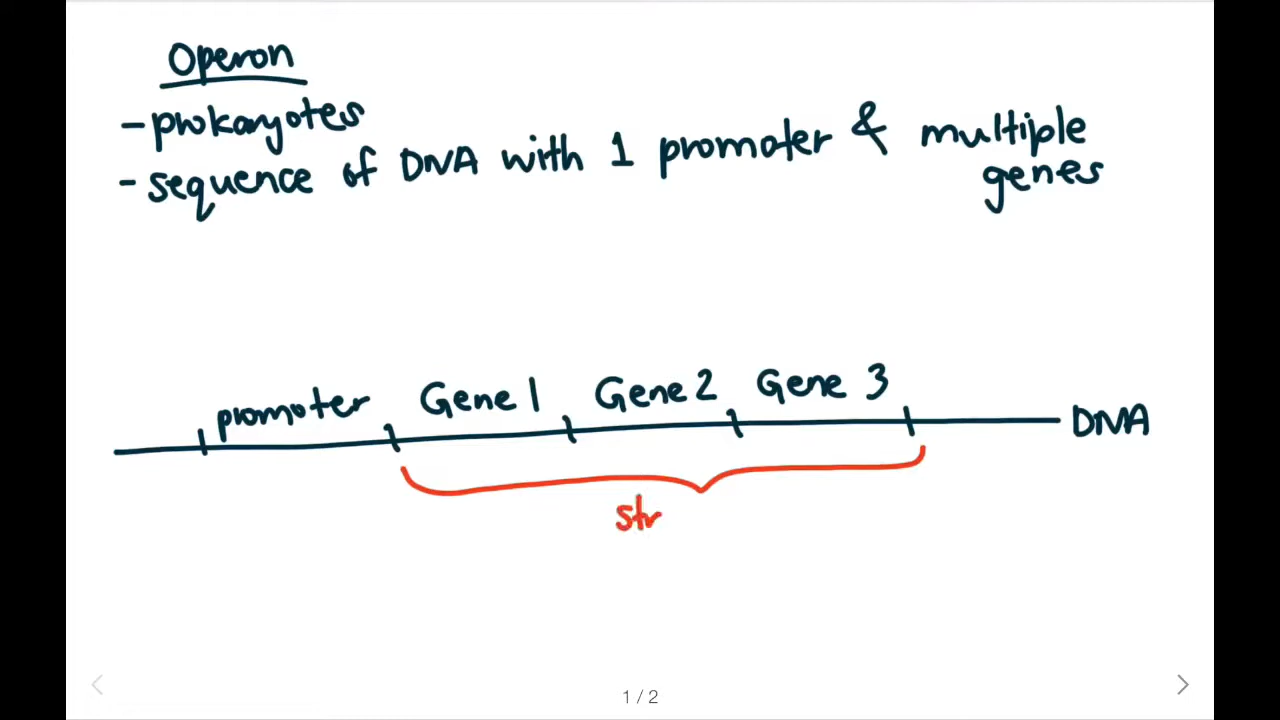 Operon
- prokaryotes
- sequence of DNA with 1 promoter & multiple
genes
promoter Gene 1 Gene 2 Gene 3 DNA
str
1 / 2